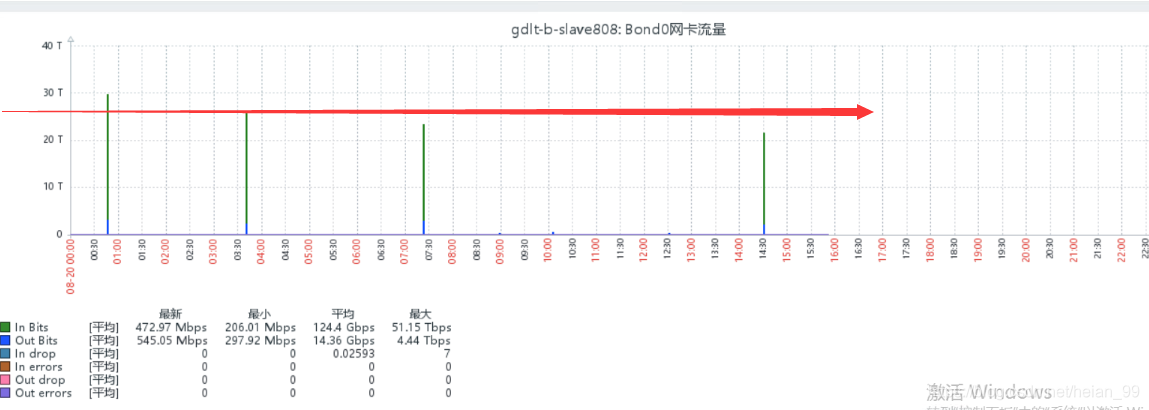 gdlt-b-slave808: Bond0网卡流量
40 T
30 T
20 T
10 T
0
08-20 00:00 00:30 01:00 01:30 02:00 02:30 03:00 03:30 04:00 04:30 05:00 05:30 06:00 06:30 07:00 07:30 08:00 08:30 09:00 09:30 10:00 10:30 11:00 11:30 12:00 12:30 13:00 13:30 14:00 14:30 15:00 15:30 16:00 16:30 17:00 17:30 18:00 18:30 19:00 19:30 20:00 20:30 21:00 21:30 22:00 22:30
最新 最小 平均 最大
In Bits [平均] 472.97 Mbps 206.01 Mbps 124.4 Gbps 51.15 Tbps
Out Bits [平均] 545.05 Mbps 297.92 Mbps 14.36 Gbps 4.44 Tbps
In drop [平均] 0 0 0.02593 7
In errors [平均] 0 0 0 0
Out drop [平均] 0 0 0 0
Out errors [平均] 0 0 0 0
激活 Windows